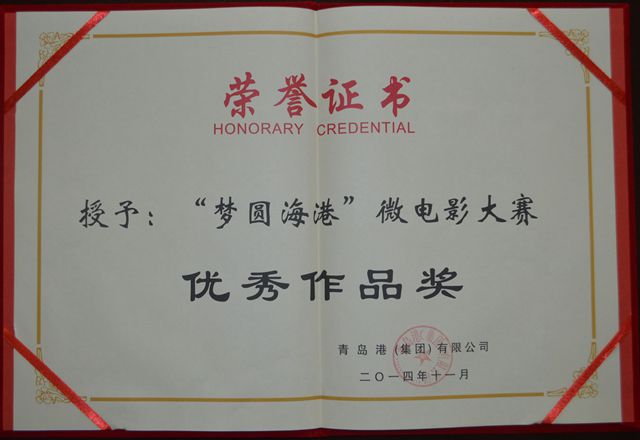 荣誉证书
HONORARY CREDENTIAL
授予：“梦圆海港”微电影大赛
优秀作品奖
青岛港(集团)有限公司
二〇一四年十一月